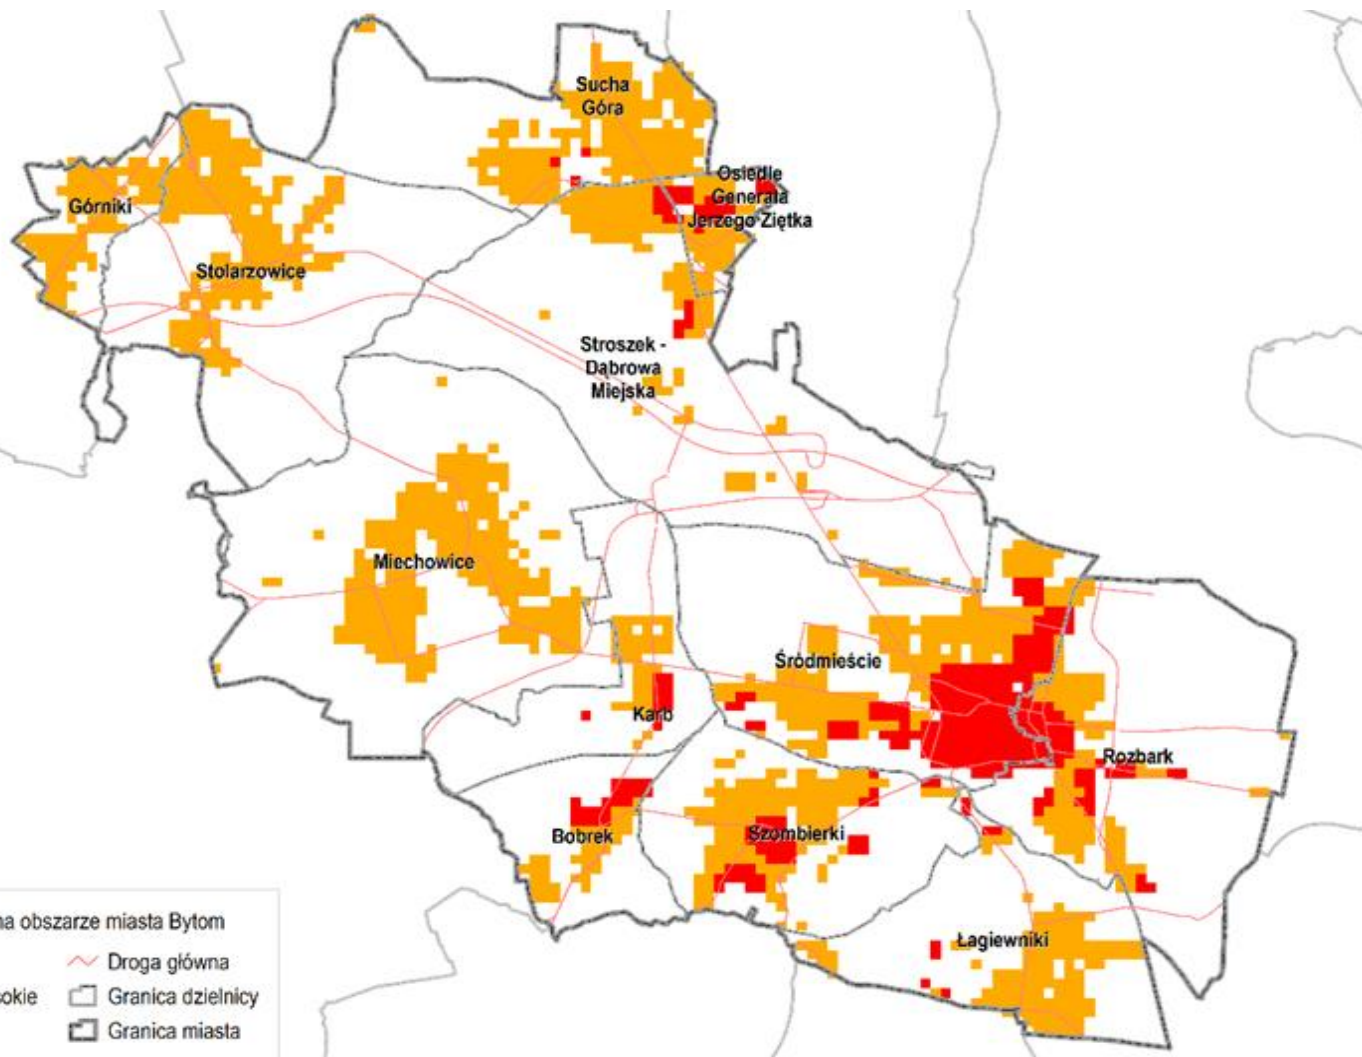 Sucha
Góra
Osiedle
Generała
Jerzego Ziętka
Górniki
Stolarzowice
Stroszek -
Dąbrowa
Miejska
Miechowice
Śródmieście
Karb
Rozbark
Bobrek
Szombierki
Łagiewniki
na obszarze miasta Bytom
Droga główna
okie
Granica dzielnicy
Granica miasta